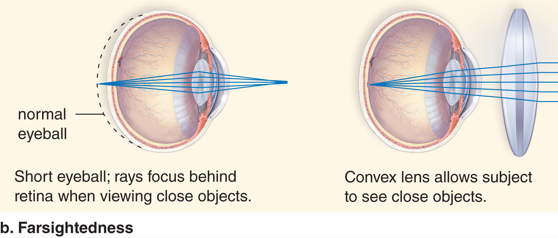 normal
eyeball
Short eyeball; rays focus behind
retina when viewing close objects.
Convex lens allows subject
to see close objects.
b. Farsightedness